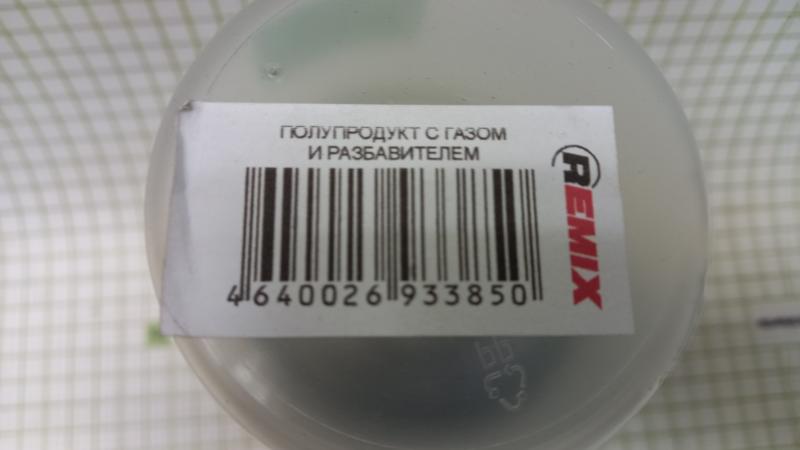 ПОЛУПРОДУКТ С ГАЗОМ
И РАЗБАВИТЕЛЕМ
REMIX
4640026933850